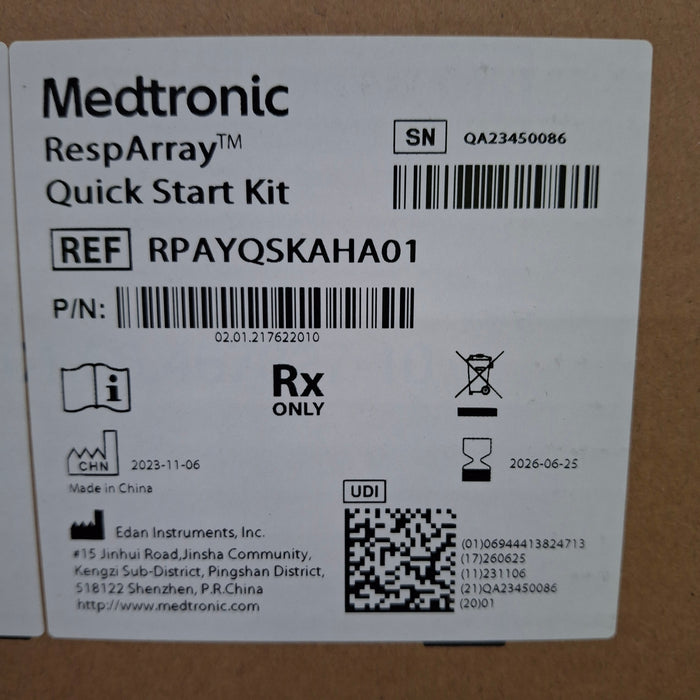 Medtronic
RespArray™
Quick Start Kit
SN QA23450086
REF RPAYQSKAHA01
P/N:
02.01.217622010
i
Rx
ONLY
CHN 2023-11-06
2026-06-25
Made in China
UDI
Edan Instruments, Inc.
#15 Jinhui Road,Jinsha Community,
Kengzi Sub-District, Pingshan District,
518122 Shenzhen, P.R.China
http://www.medtronic.com
(01)06944413824713
(17)260625
(11)231106
(21)QA23450086
(20)01